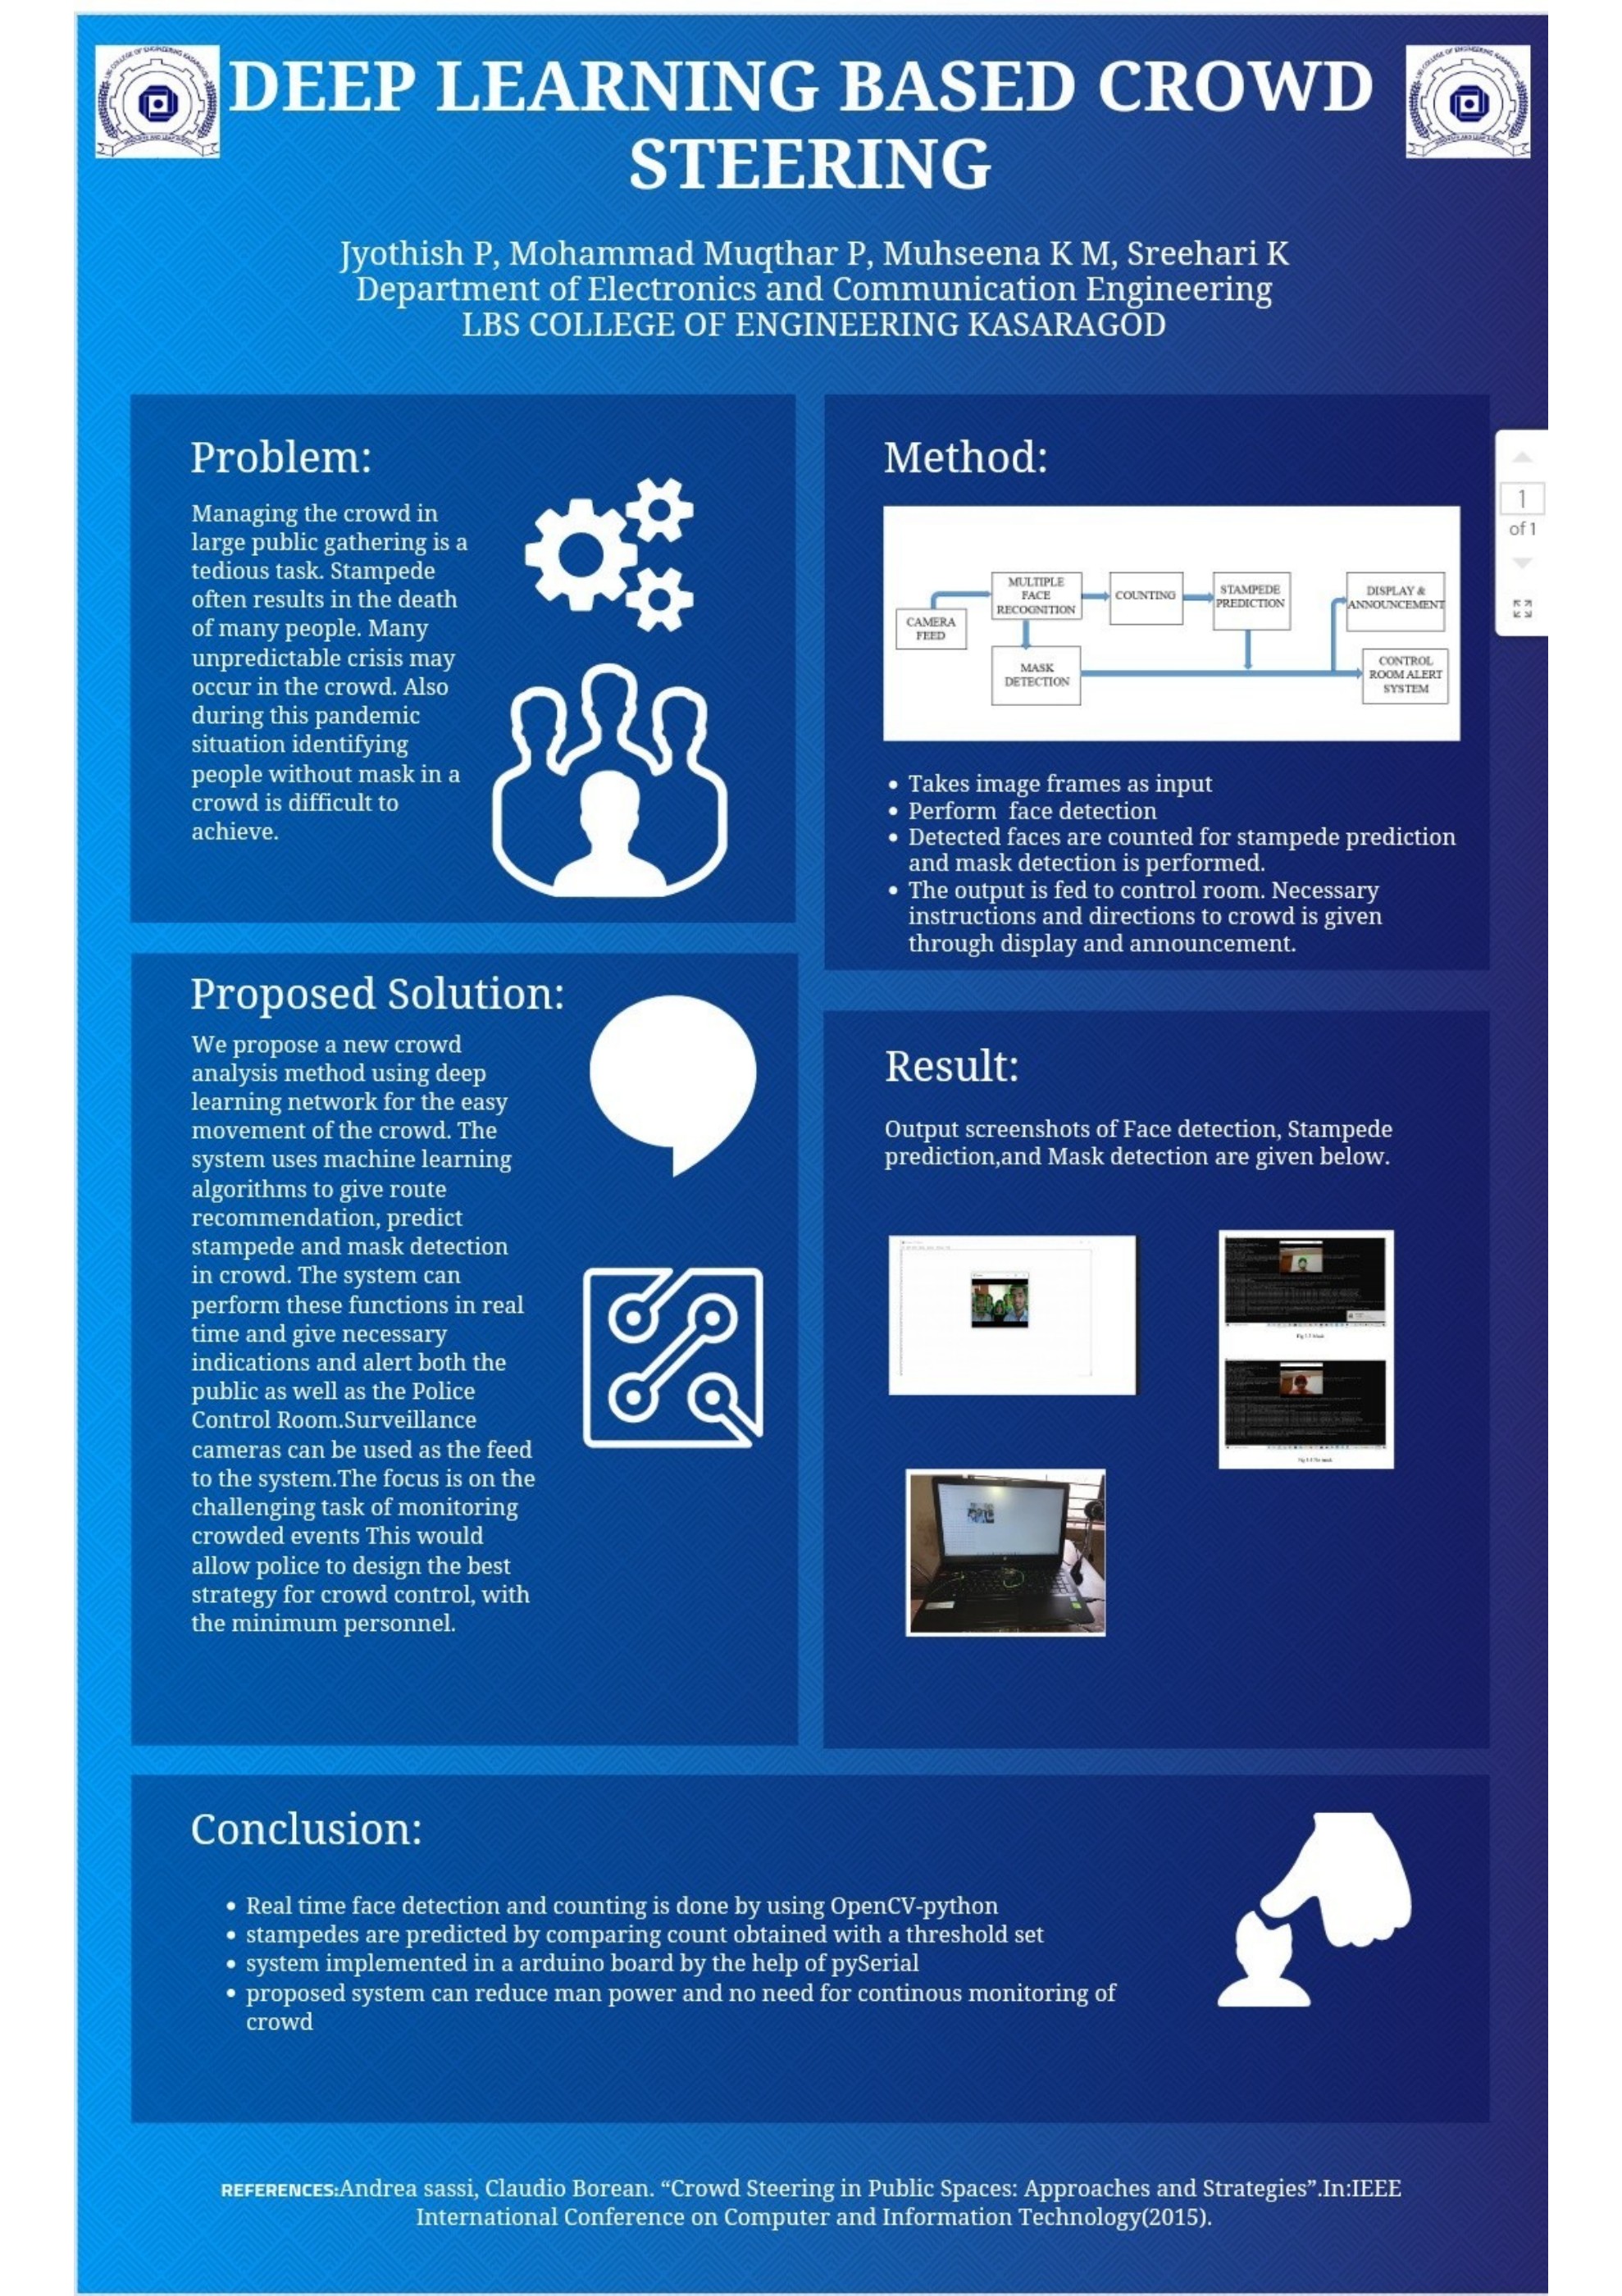 DEEP LEARNING BASED CROWD
STEERING
Jyothish P, Mohammad Muqthar P, Muhseena K M, Sreehari K
Department of Electronics and Communication Engineering
LBS COLLEGE OF ENGINEERING KASARAGOD
Problem:
Managing the crowd in
large public gathering is a
tedious task. Stampede
often results in the death
of many people. Many
unpredictable crisis may
occur in the crowd. Also
during this pandemic
situation identifying
people without mask in a
crowd is difficult to
achieve.
Proposed Solution:
We propose a new crowd
analysis method using deep
learning network for the easy
movement of the crowd. The
system uses machine learning
algorithms to give route
recommendation, predict
stampede and mask detection
in crowd. The system can
perform these functions in real
time and give necessary
indications and alert both the
public as well as the Police
Control Room.Surveillance
cameras can be used as the feed
to the system.The focus is on the
challenging task of monitoring
crowded events This would
allow police to design the best
strategy for crowd control, with
the minimum personnel.
Method:
CAMERA
FEED
MULTIPLE
FACE
RECOGNITION
COUNTING
STAMPEDE
PREDICTION
DISPLAY &
ANNOUNCEMENT
MASK
DETECTION
CONTROL
ROOM ALERT
SYSTEM
• Takes image frames as input
• Perform  face detection
• Detected faces are counted for stampede prediction
and mask detection is performed.
• The output is fed to control room. Necessary
instructions and directions to crowd is given
through display and announcement.
1
of 1
Result:
Output screenshots of Face detection, Stampede
prediction,and Mask detection are given below.
Conclusion:
• Real time face detection and counting is done by using OpenCV-python
• stampedes are predicted by comparing count obtained with a threshold set
• system implemented in a arduino board by the help of pySerial
• proposed system can reduce man power and no need for continous monitoring of
crowd
REFERENCES:Andrea sassi, Claudio Borean. “Crowd Steering in Public Spaces: Approaches and Strategies”.In:IEEE
International Conference on Computer and Information Technology(2015).